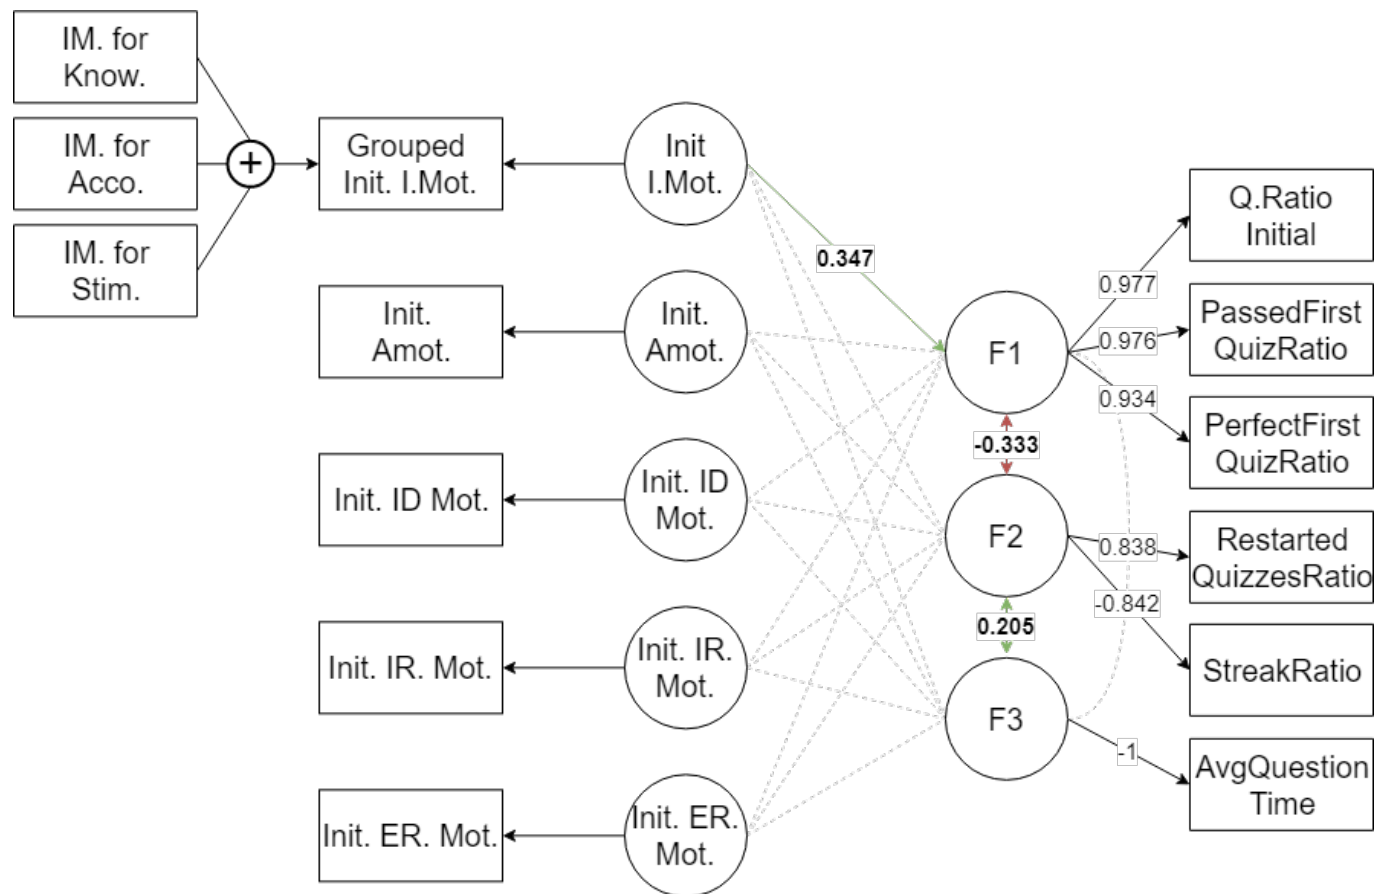 IM. for
Know.
IM. for
Acco.
IM. for
Stim.
+
Grouped
Init. I.Mot.
Init.
Amot.
Init. ID Mot.
Init. IR. Mot.
Init. ER. Mot.
Init
I.Mot.
Init.
Amot.
Init. ID
Mot.
Init. IR.
Mot.
Init. ER.
Mot.
0.347
F1
-0.333
F2
0.205
F3
0.977
0.976
0.934
0.838
-0.842
-1
Q.Ratio
Initial
PassedFirst
QuizRatio
PerfectFirst
QuizRatio
Restarted
QuizzesRatio
StreakRatio
AvgQuestion
Time